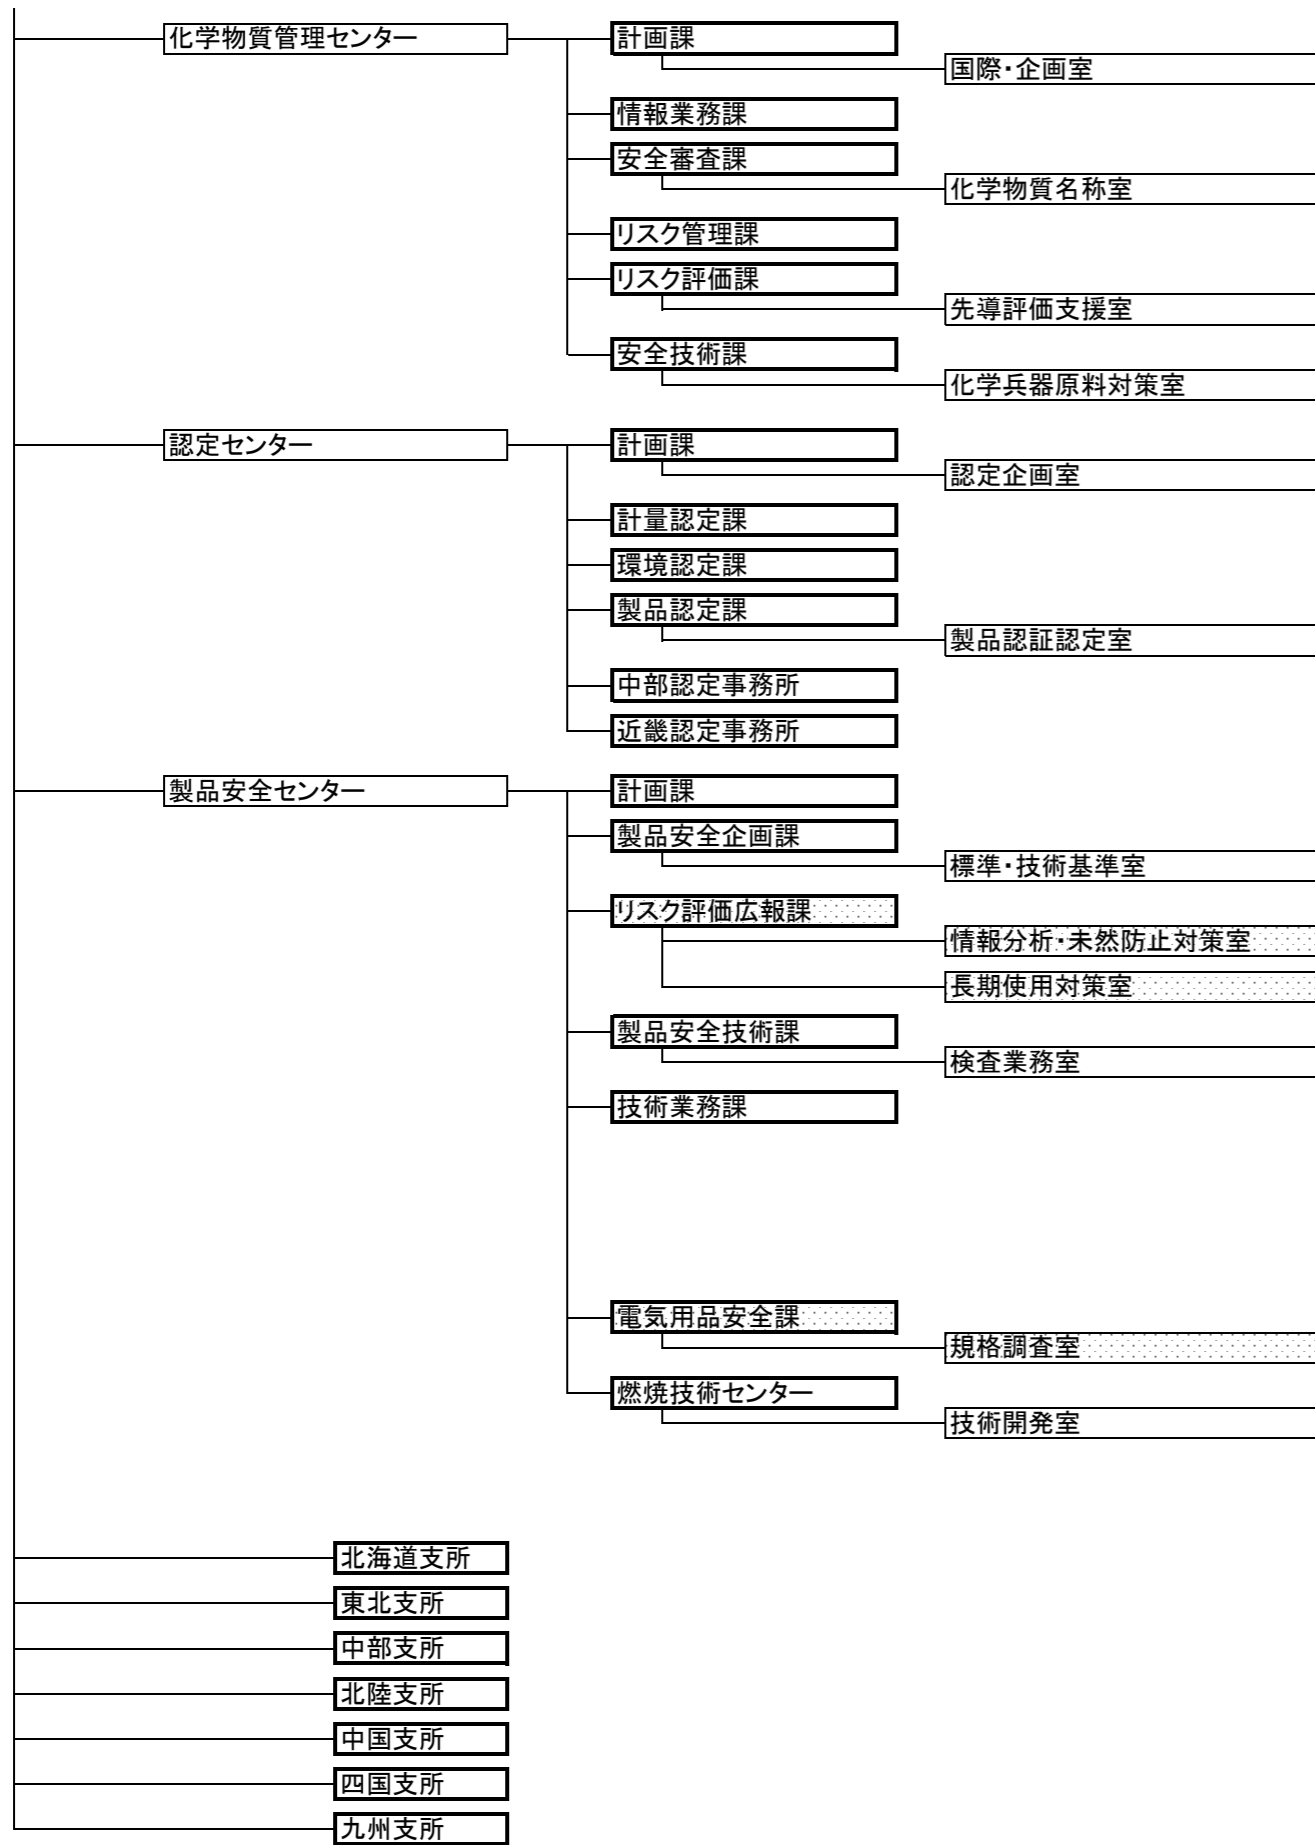 化学物質管理センター
計画課
国際・企画室
情報業務課
安全審査課
化学物質名称室
リスク管理課
リスク評価課
先導評価支援室
安全技術課
化学兵器原料対策室
認定センター
計画課
認定企画室
計量認定課
環境認定課
製品認定課
製品認証認定室
中部認定事務所
近畿認定事務所
製品安全センター
計画課
製品安全企画課
標準・技術基準室
リスク評価広報課
情報分析・未然防止対策室
長期使用対策室
製品安全技術課
検査業務室
技術業務課
電気用品安全課
規格調査室
燃焼技術センター
技術開発室
北海道支所
東北支所
中部支所
北陸支所
中国支所
四国支所
九州支所